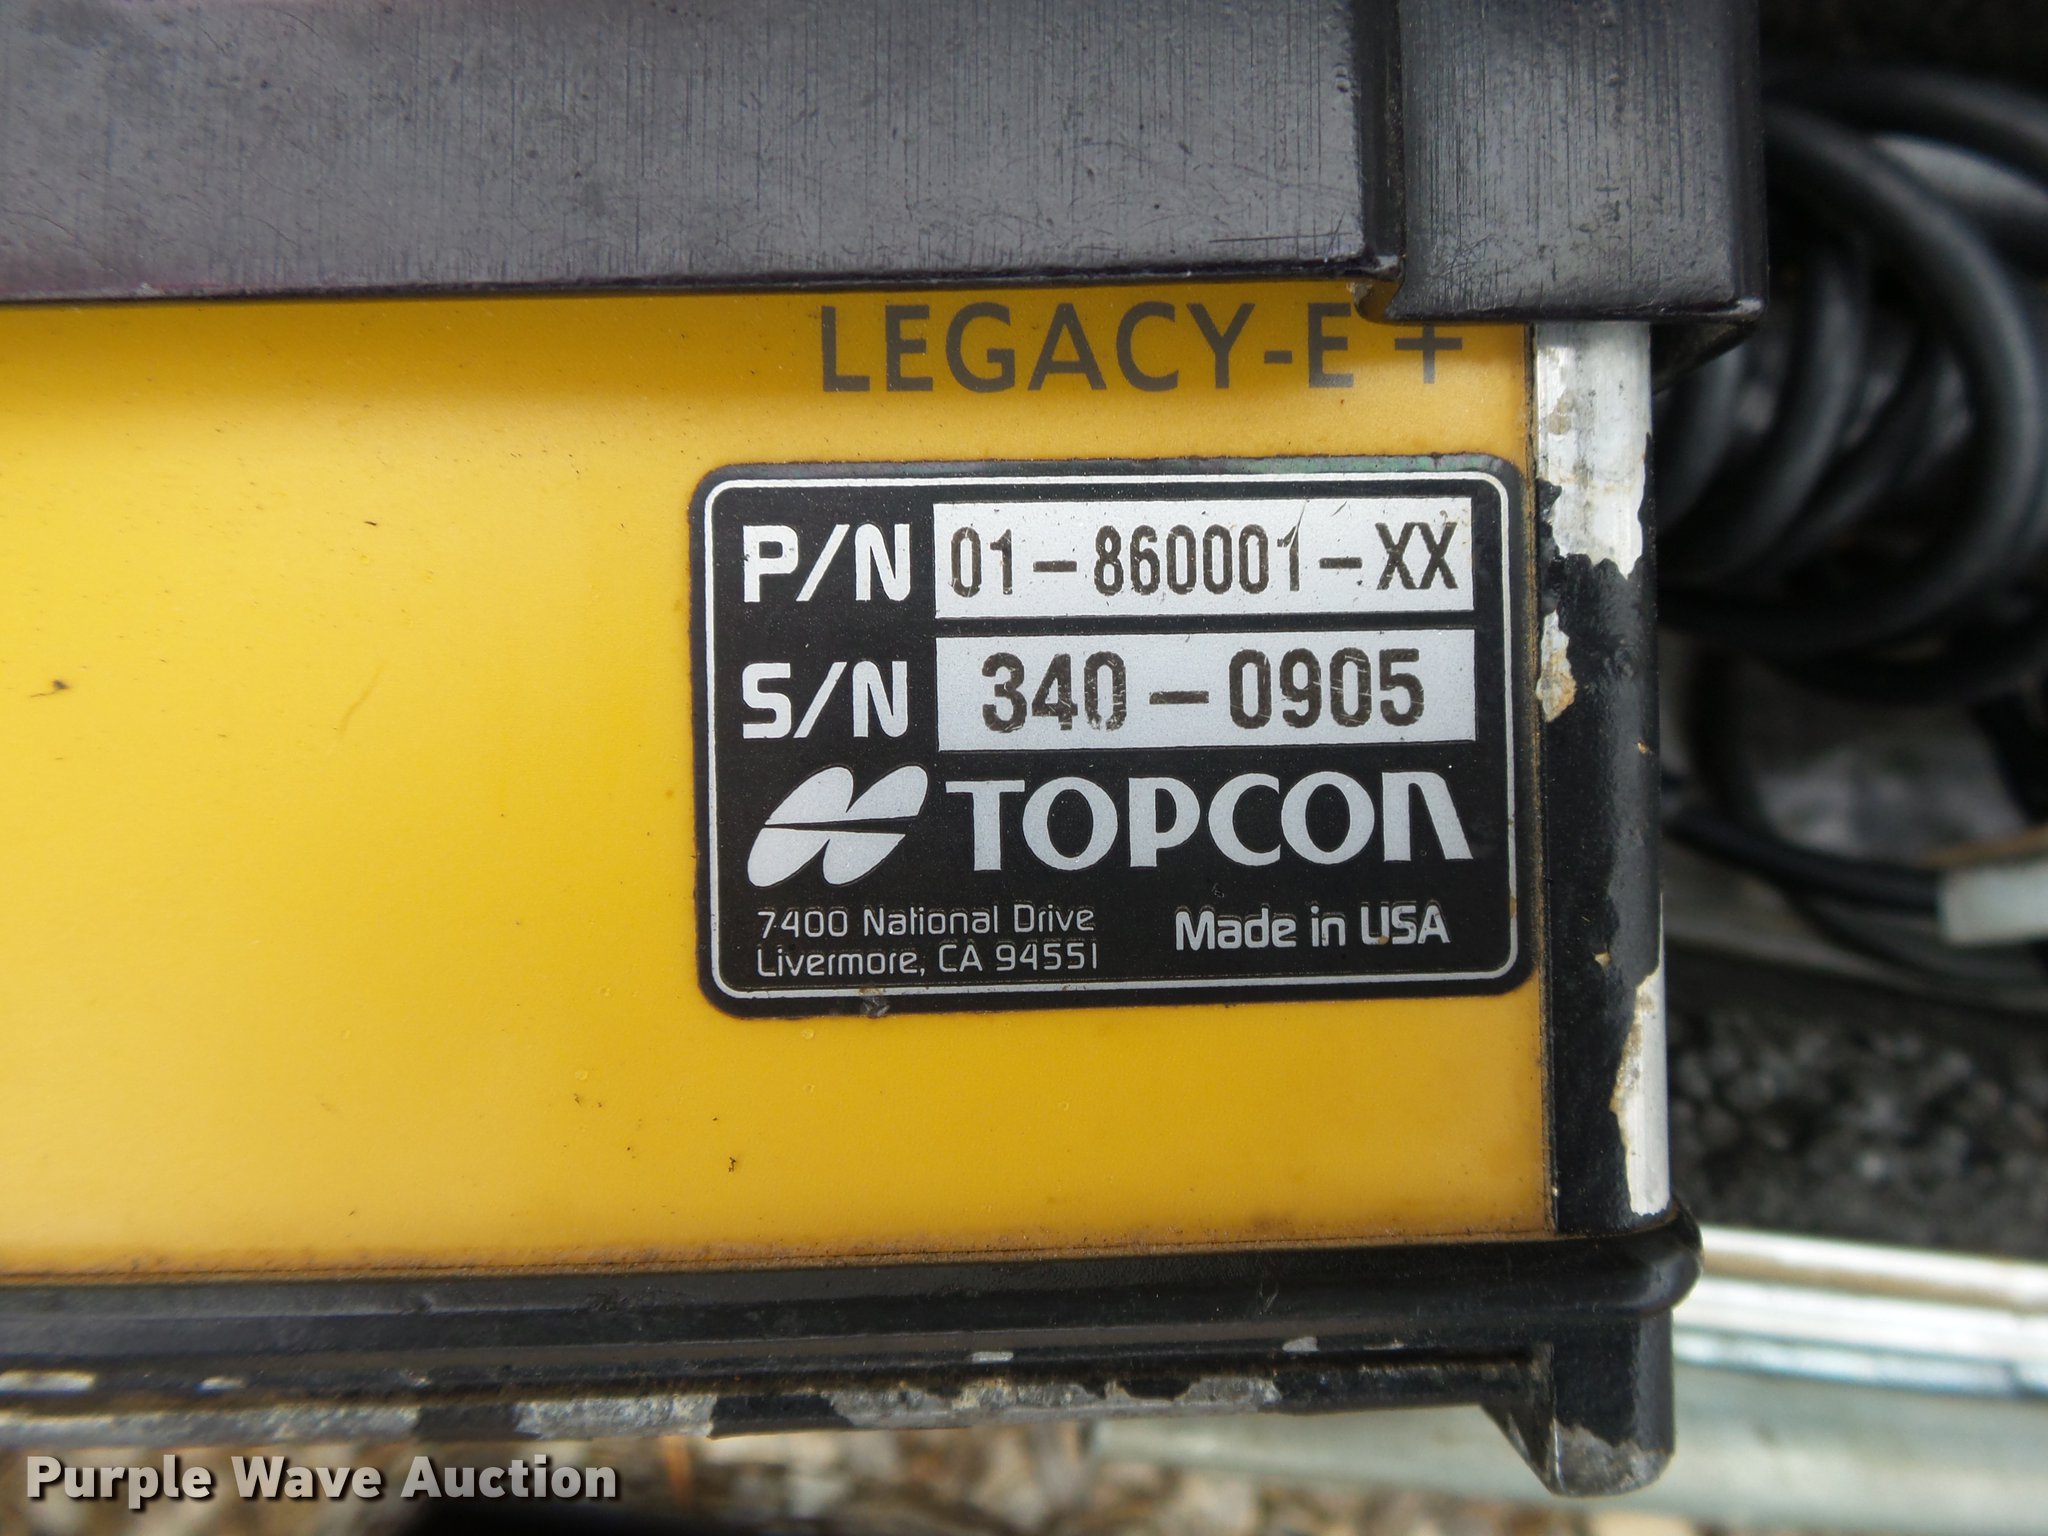 LEGACY-E+
P/N 01-860001-XX
S/N 340-0905
TOPCON
7400 National Drive
Livermore, CA 94551
Made in USA
Purple Wave Auction